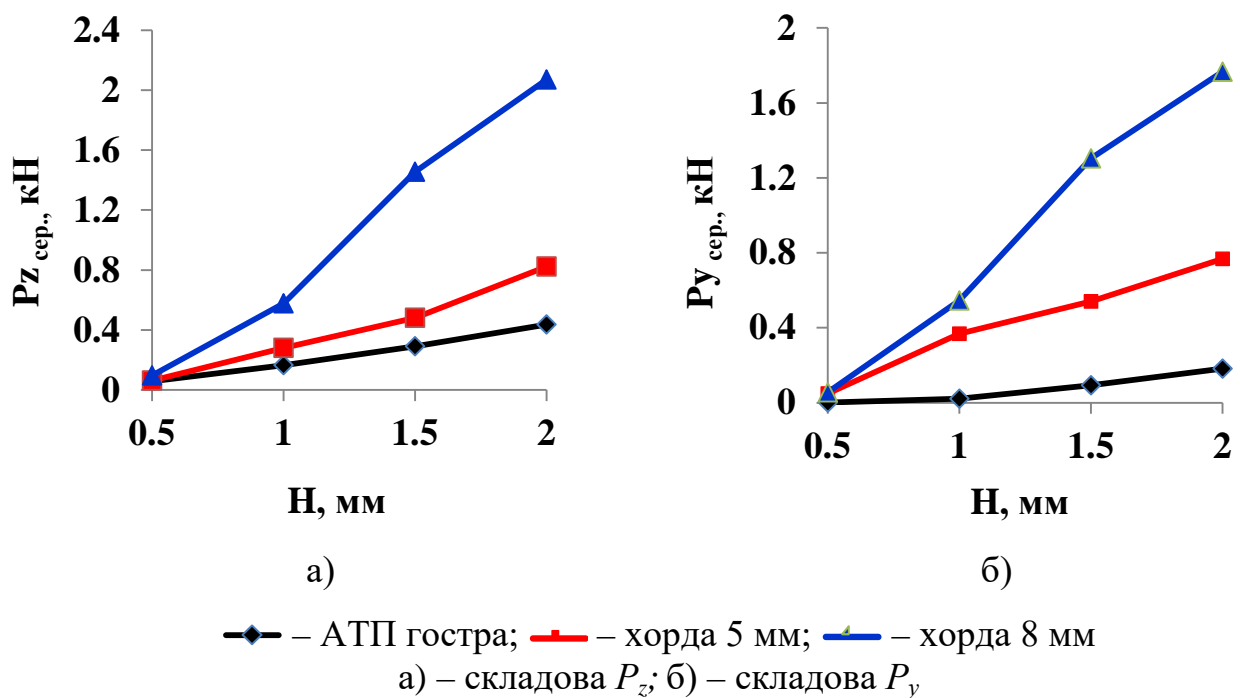 2.4
2
1.6
1.2
0.8
0.4
0
Pz сер., кН
0.5 1 1.5 2
Н, мм
а)
2
1.6
1.2
0.8
0.4
0
Py сер., кН
0.5 1 1.5 2
Н, мм
б)
– АТП гостра; – хорда 5 мм; – хорда 8 мм
а) – складова Pz; б) – складова Py